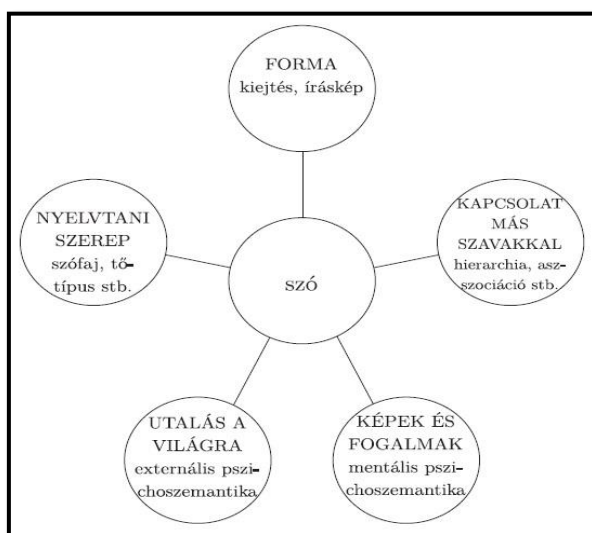 FORMA
kiejtés, íráskép
NYELVTANI
SZEREP
szófaj, tő-
típus stb.
KAPCSOLAT
MÁS
SZAVAKKAL
hierarchia, asz-
szociáció stb.
szó
UTALÁS A
VILÁGRA
externális pszi-
choszemantika
KÉPEK ÉS
FOGALMAK
mentális pszi-
choszemantika